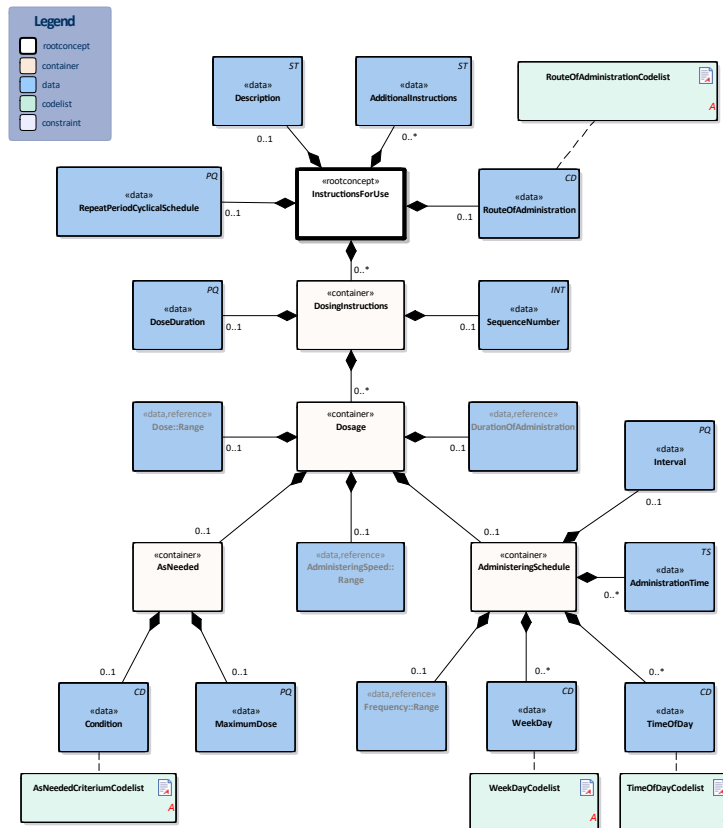 Legend
rootconcept
container
data
codelist
constraint
ST
«data»
Description
0..1
ST
«data»
AdditionalInstructions
0..*
RouteOfAdministrationCodelist
A
PQ
«data»
RepeatPeriodCyclicalSchedule
0..1
«rootconcept»
InstructionsForUse
CD
«data»
RouteOfAdministration
0..1
0..*
PQ
«data»
DoseDuration
0..1
«container»
DosingInstructions
INT
«data»
SequenceNumber
0..1
0..*
«data,reference»
Dose::Range
0..1
«container»
Dosage
«data,reference»
DurationOfAdministration
0..1
PQ
«data»
Interval
0..1
0..1
0..1
0..1
«container»
AsNeeded
«data,reference»
AdministeringSpeed::
Range
«container»
AdministeringSchedule
TS
«data»
AdministrationTime
0..*
0..1
0..1
0..1
0..*
0..*
CD
«data»
Condition
PQ
«data»
MaximumDose
«data,reference»
Frequency::Range
CD
«data»
WeekDay
CD
«data»
TimeOfDay
AsNeededCriteriumCodelist
A
WeekDayCodelist
A
TimeOfDayCodelist